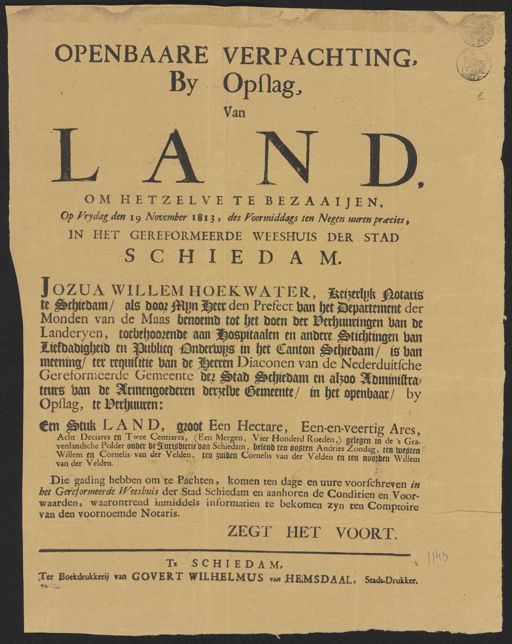 OPENBAARE VERPACHTING,
By Opſlag,
Van
LAND,
OM HETZELVE TE BEZAAIJEN,
Op Vrydag den 19 November 1813, des Voormiddags ten Negen uuren præcies,
IN HET GEREFORMEERDE WEESHUIS DER STAD
SCHIEDAM.
JOZUA WILLEM HOEKWATER, Keizerlyk Notaris
te Schiedam/ als door Mijn Heer den Prefect van het Departement der
Monden van de Maas benoemd tot het doen der Verhuuringen van de
Landeryen, toebehoorende aan Hospitaalen en andere Stichtingen van
Liefdadigheid en Publicq Onderwijs in het Canton Schiedam/ is van
meening/ ter requisitie van de Heeren Diaconen van de Nederduitsche
Gereformeerde Gemeente der Stad Schiedam en alzoo Administra-
teurs van de Armengoederen derzelve Gemeente/ in het openbaar/ by
Opſlag, te Verhuuren:
Een Stuk LAND, groot Een Hectare, Een-en-veertig Ares,
Acht Deciares en Twee Centiares, (Een Mergen, Vier Honderd Roeden,) gelegen in de 's Gra-
venlandsche Polder onder de Jurisdictie van Schiedam, belend ten oosten Andries Zondag, ten westen
Willem en Cornelis van der Velden, ten zuiden Cornelis van der Velden en ten noorden Willem
van der Velden.
Die gading hebben om te Pachten, komen ten dage en uure voorschreven in
het Gereformeerde Weeshuis der Stad Schiedam en aanhoren de Conditien en Voor-
waarden, waarontrend inmiddels informatien te bekomen zyn ten Comptoire
van den voornoemde Notaris.
ZEGT HET VOORT.
Te SCHIEDAM,
Ter Boekdrukkerij van GOVERT WILHELMUS van HEMSDAAL, Stads-Drukker.
1143